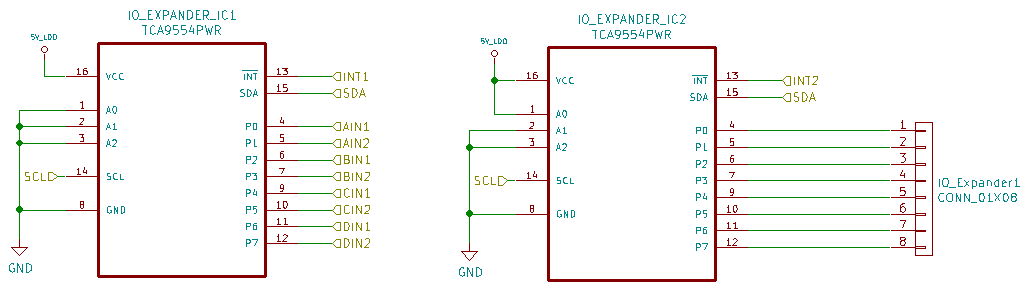 IO_EXPANDER_IC1
TCA9554PWR
5V_LDO
16 VCC
1 A0
2 A1
3 A2
SCL 14 SCL
8 GND
GND
INT 13 INT1
SDA 15 SDA
P0 4 AIN1
P1 5 AIN2
P2 6 BIN1
P3 7 BIN2
P4 9 CIN1
P5 10 CIN2
P6 11 DIN1
P7 12 DIN2
IO_EXPANDER_IC2
TCA9554PWR
5V_LDO
16 VCC
1 A0
2 A1
3 A2
SCL 14 SCL
8 GND
GND
INT 13 INT2
SDA 15 SDA
P0 4 1
P1 5 2
P2 6 3
P3 7 4
P4 9 5
P5 10 6
P6 11 7
P7 12 8
IO_Expander1
CONN_01X08